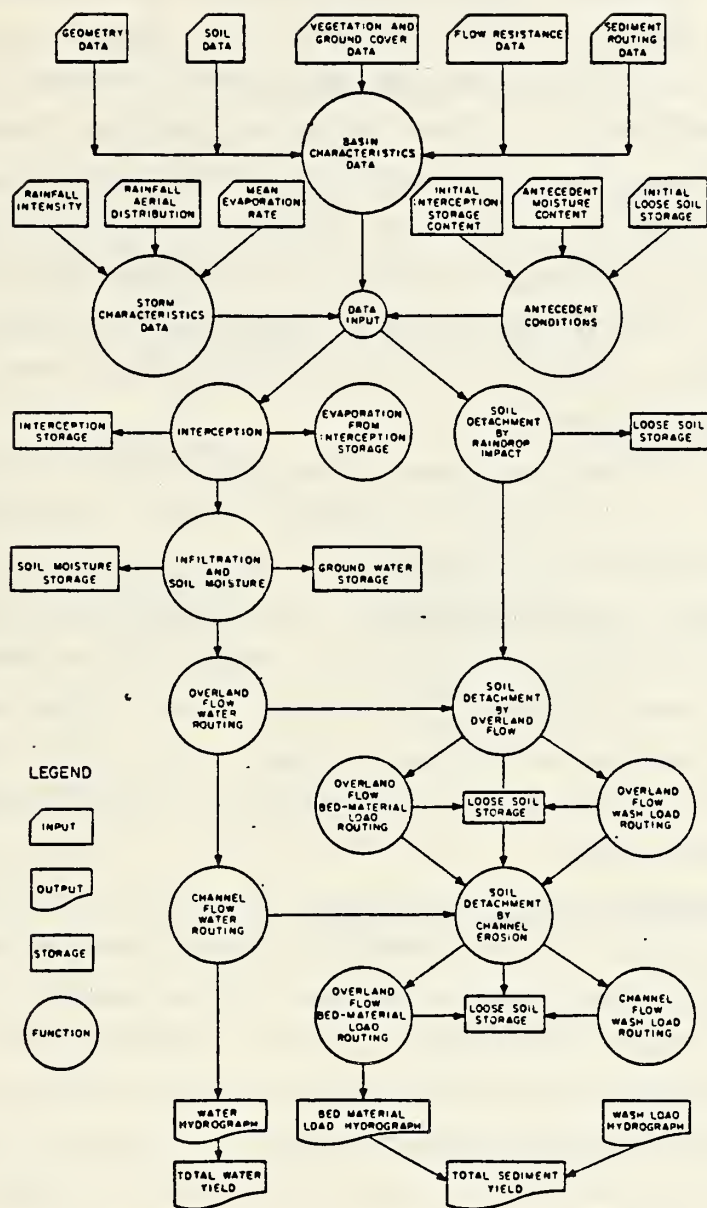 GEOMETRY
DATA
SOIL
DATA
VEGETATION AND
GROUND COVER
DATA
FLOW RESISTANCE
DATA
SEDIMENT
ROUTING
DATA
BASIN
CHARACTERISTICS
DATA
RAINFALL
INTENSITY
RAINFALL
AERIAL
DISTRIBUTION
MEAN
EVAPORATION
RATE
INITIAL
INTERCEPTION
STORAGE
CONTENT
ANTECEDENT
MOISTURE
CONTENT
INITIAL
LOOSE SOIL
STORAGE
STORM
CHARACTERISTICS
DATA
DATA
INPUT
ANTECEDENT
CONDITIONS
INTERCEPTION
STORAGE
INTERCEPTION
EVAPORATION
FROM
INTERCEPTION
STORAGE
SOIL
DETACHMENT
BY
RAINDROP
IMPACT
LOOSE SOIL
STORAGE
SOIL MOISTURE
STORAGE
INFILTRATION
AND
SOIL MOISTURE
GROUND WATER
STORAGE
OVERLAND
FLOW
WATER
ROUTING
SOIL
DETACHMENT
BY
OVERLAND
FLOW
LEGEND
INPUT
OUTPUT
STORAGE
FUNCTION
OVERLAND
FLOW
BED-MATERIAL
LOAD
ROUTING
LOOSE SOIL
STORAGE
OVERLAND
FLOW
WASH LOAD
ROUTING
CHANNEL
FLOW
WATER
ROUTING
SOIL
DETACHMENT
BY
CHANNEL
EROSION
OVERLAND
FLOW
BED-MATERIAL
LOAD
ROUTING
LOOSE SOIL
STORAGE
CHANNEL
FLOW
WASH LOAD
ROUTING
WATER
HYDROGRAPH
BED MATERIAL
LOAD HYDROGRAPH
WASH LOAD
HYDROGRAPH
TOTAL WATER
YIELD
TOTAL SEDIMENT
YIELD